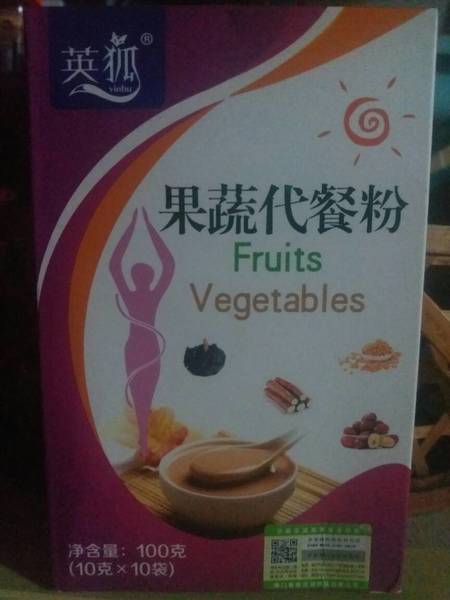 英狐®
yinhu
果蔬代餐粉
Fruits
Vegetables
净含量：100克
(10克×10袋)